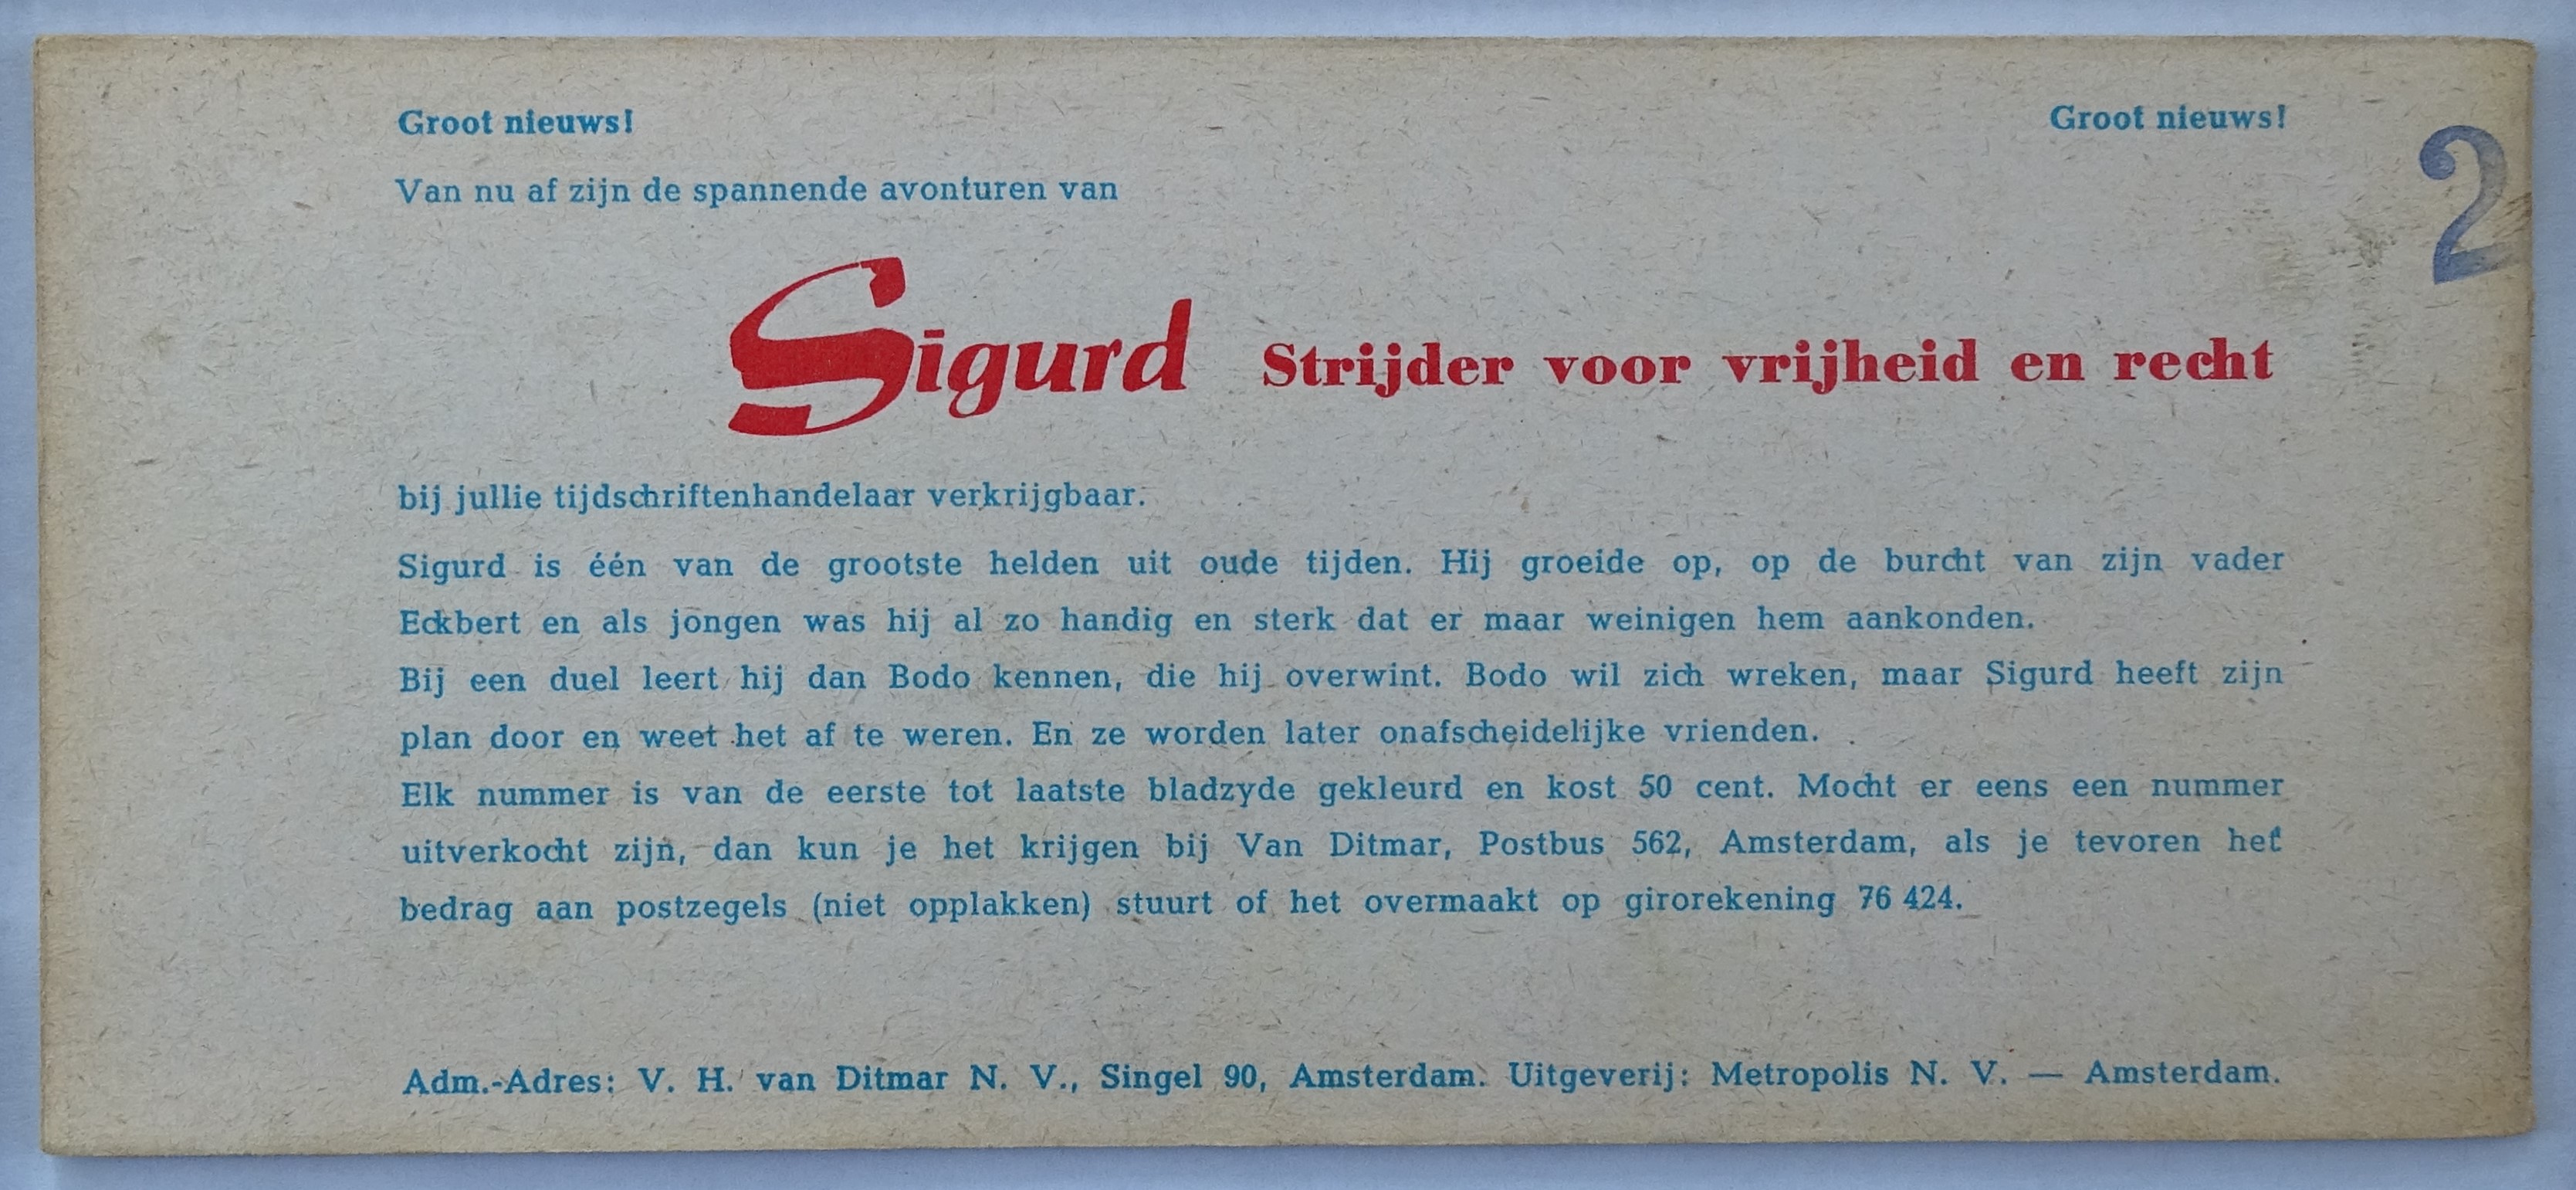 Groot nieuws! Groot nieuws!
2
Van nu af zijn de spannende avonturen van
Sigurd Strijder voor vrijheid en recht
bij jullie tijdschriftenhandelaar verkrijgbaar.
Sigurd is één van de grootste helden uit oude tijden. Hij groeide op, op de burcht van zijn vader
Eckbert en als jongen was hij al zo handig en sterk dat er maar weinigen hem aankonden.
Bij een duel leert hij dan Bodo kennen, die hij overwint. Bodo wil zich wreken, maar Sigurd heeft zijn
plan door en weet het af te weren. En ze worden later onafscheidelijke vrienden.
Elk nummer is van de eerste tot laatste bladzyde gekleurd en kost 50 cent. Mocht er eens een nummer
uitverkocht zijn, dan kun je het krijgen bij Van Ditmar, Postbus 562, Amsterdam, als je tevoren het
bedrag aan postzegels (niet opplakken) stuurt of het overmaakt op girorekening 76 424.
Adm.-Adres: V. H. van Ditmar N. V., Singel 90, Amsterdam. Uitgeverij: Metropolis N. V. — Amsterdam.